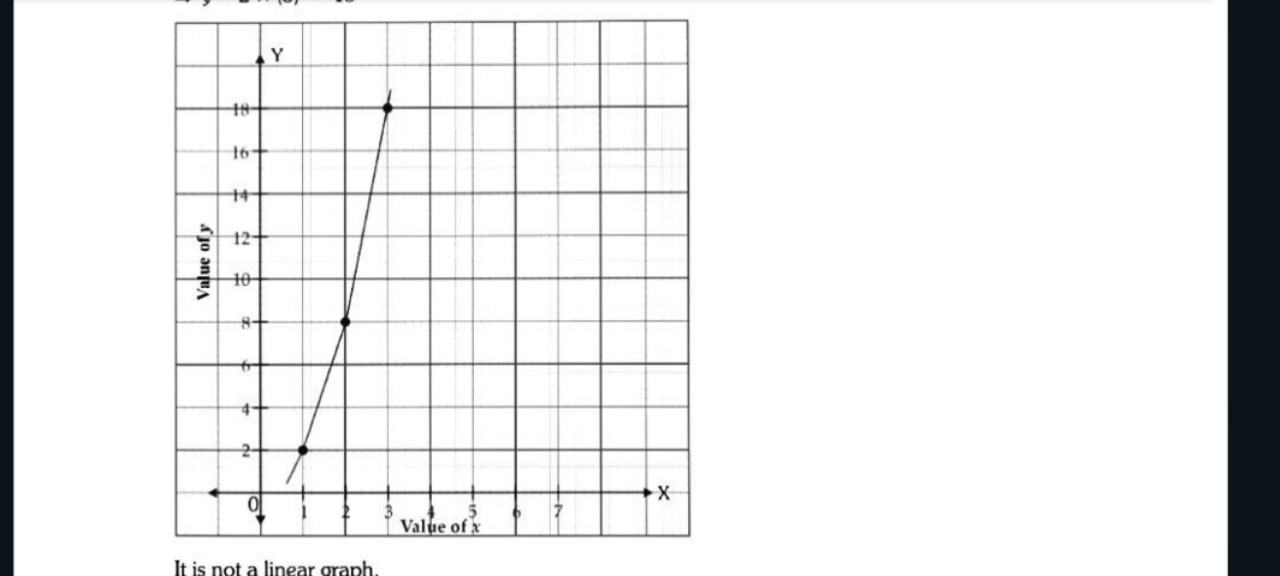 Y
18
16
14
12
10
8
6
4
2
Value of y
0
1 2 3 4 5 6 7
X
Value of x
It is not a linear graph.